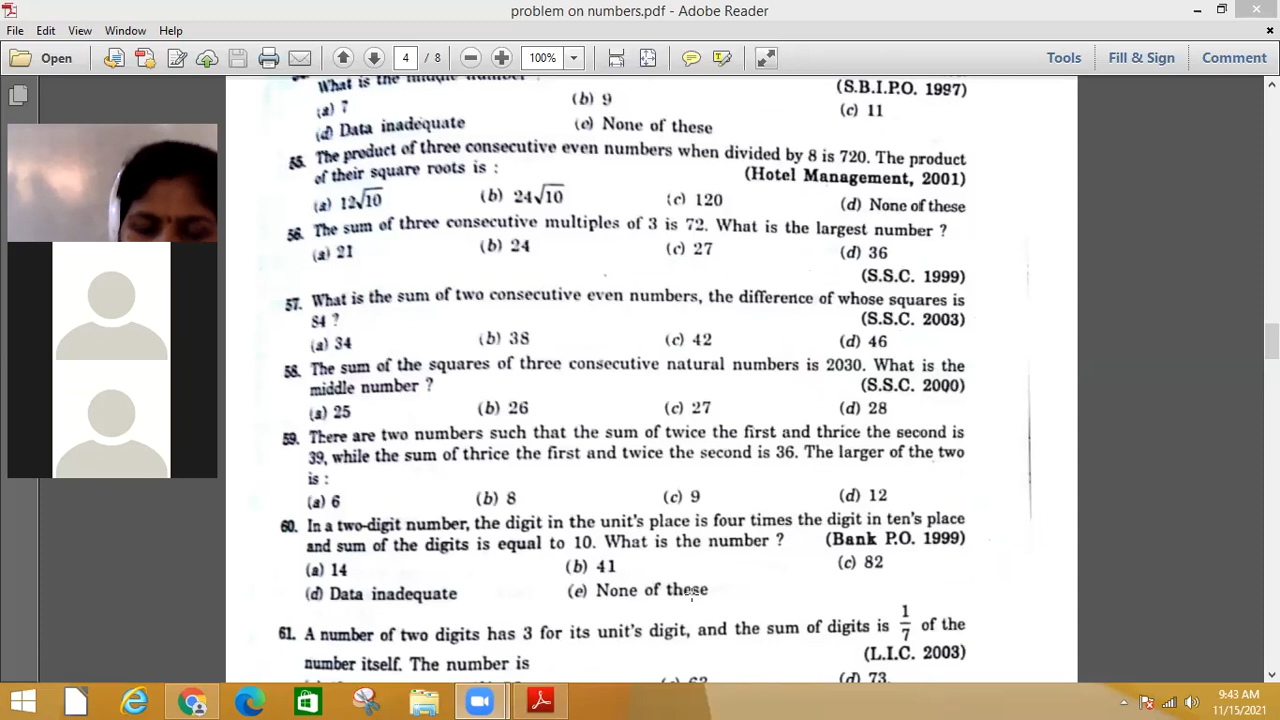 problem on numbers.pdf - Adobe Reader
File Edit View Window Help
Open 4 / 8 100% Tools Fill & Sign Comment
What is the middle number ?
(S.B.I.P.O. 1997)
(a) 7 (b) 9 (c) 11
(d) Data inadequate (e) None of these
55. The product of three consecutive even numbers when divided by 8 is 720. The product
of their square roots is : (Hotel Management, 2001)
(a) 12√10 (b) 24√10 (c) 120 (d) None of these
56. The sum of three consecutive multiples of 3 is 72. What is the largest number ?
(a) 21 (b) 24 (c) 27 (d) 36
(S.S.C. 1999)
57. What is the sum of two consecutive even numbers, the difference of whose squares is
84 ? (S.S.C. 2003)
(a) 34 (b) 38 (c) 42 (d) 46
58. The sum of the squares of three consecutive natural numbers is 2030. What is the
middle number ? (S.S.C. 2000)
(a) 25 (b) 26 (c) 27 (d) 28
59. There are two numbers such that the sum of twice the first and thrice the second is
39, while the sum of thrice the first and twice the second is 36. The larger of the two
is :
(a) 6 (b) 8 (c) 9 (d) 12
60. In a two-digit number, the digit in the unit's place is four times the digit in ten's place
and sum of the digits is equal to 10. What is the number ? (Bank P.O. 1999)
(a) 14 (b) 41 (c) 82
(d) Data inadequate (e) None of these
61. A number of two digits has 3 for its unit's digit, and the sum of digits is 1/7 of the
number itself. The number is (L.I.C. 2003)
(c) 63 (d) 73
9:43 AM
11/15/2021